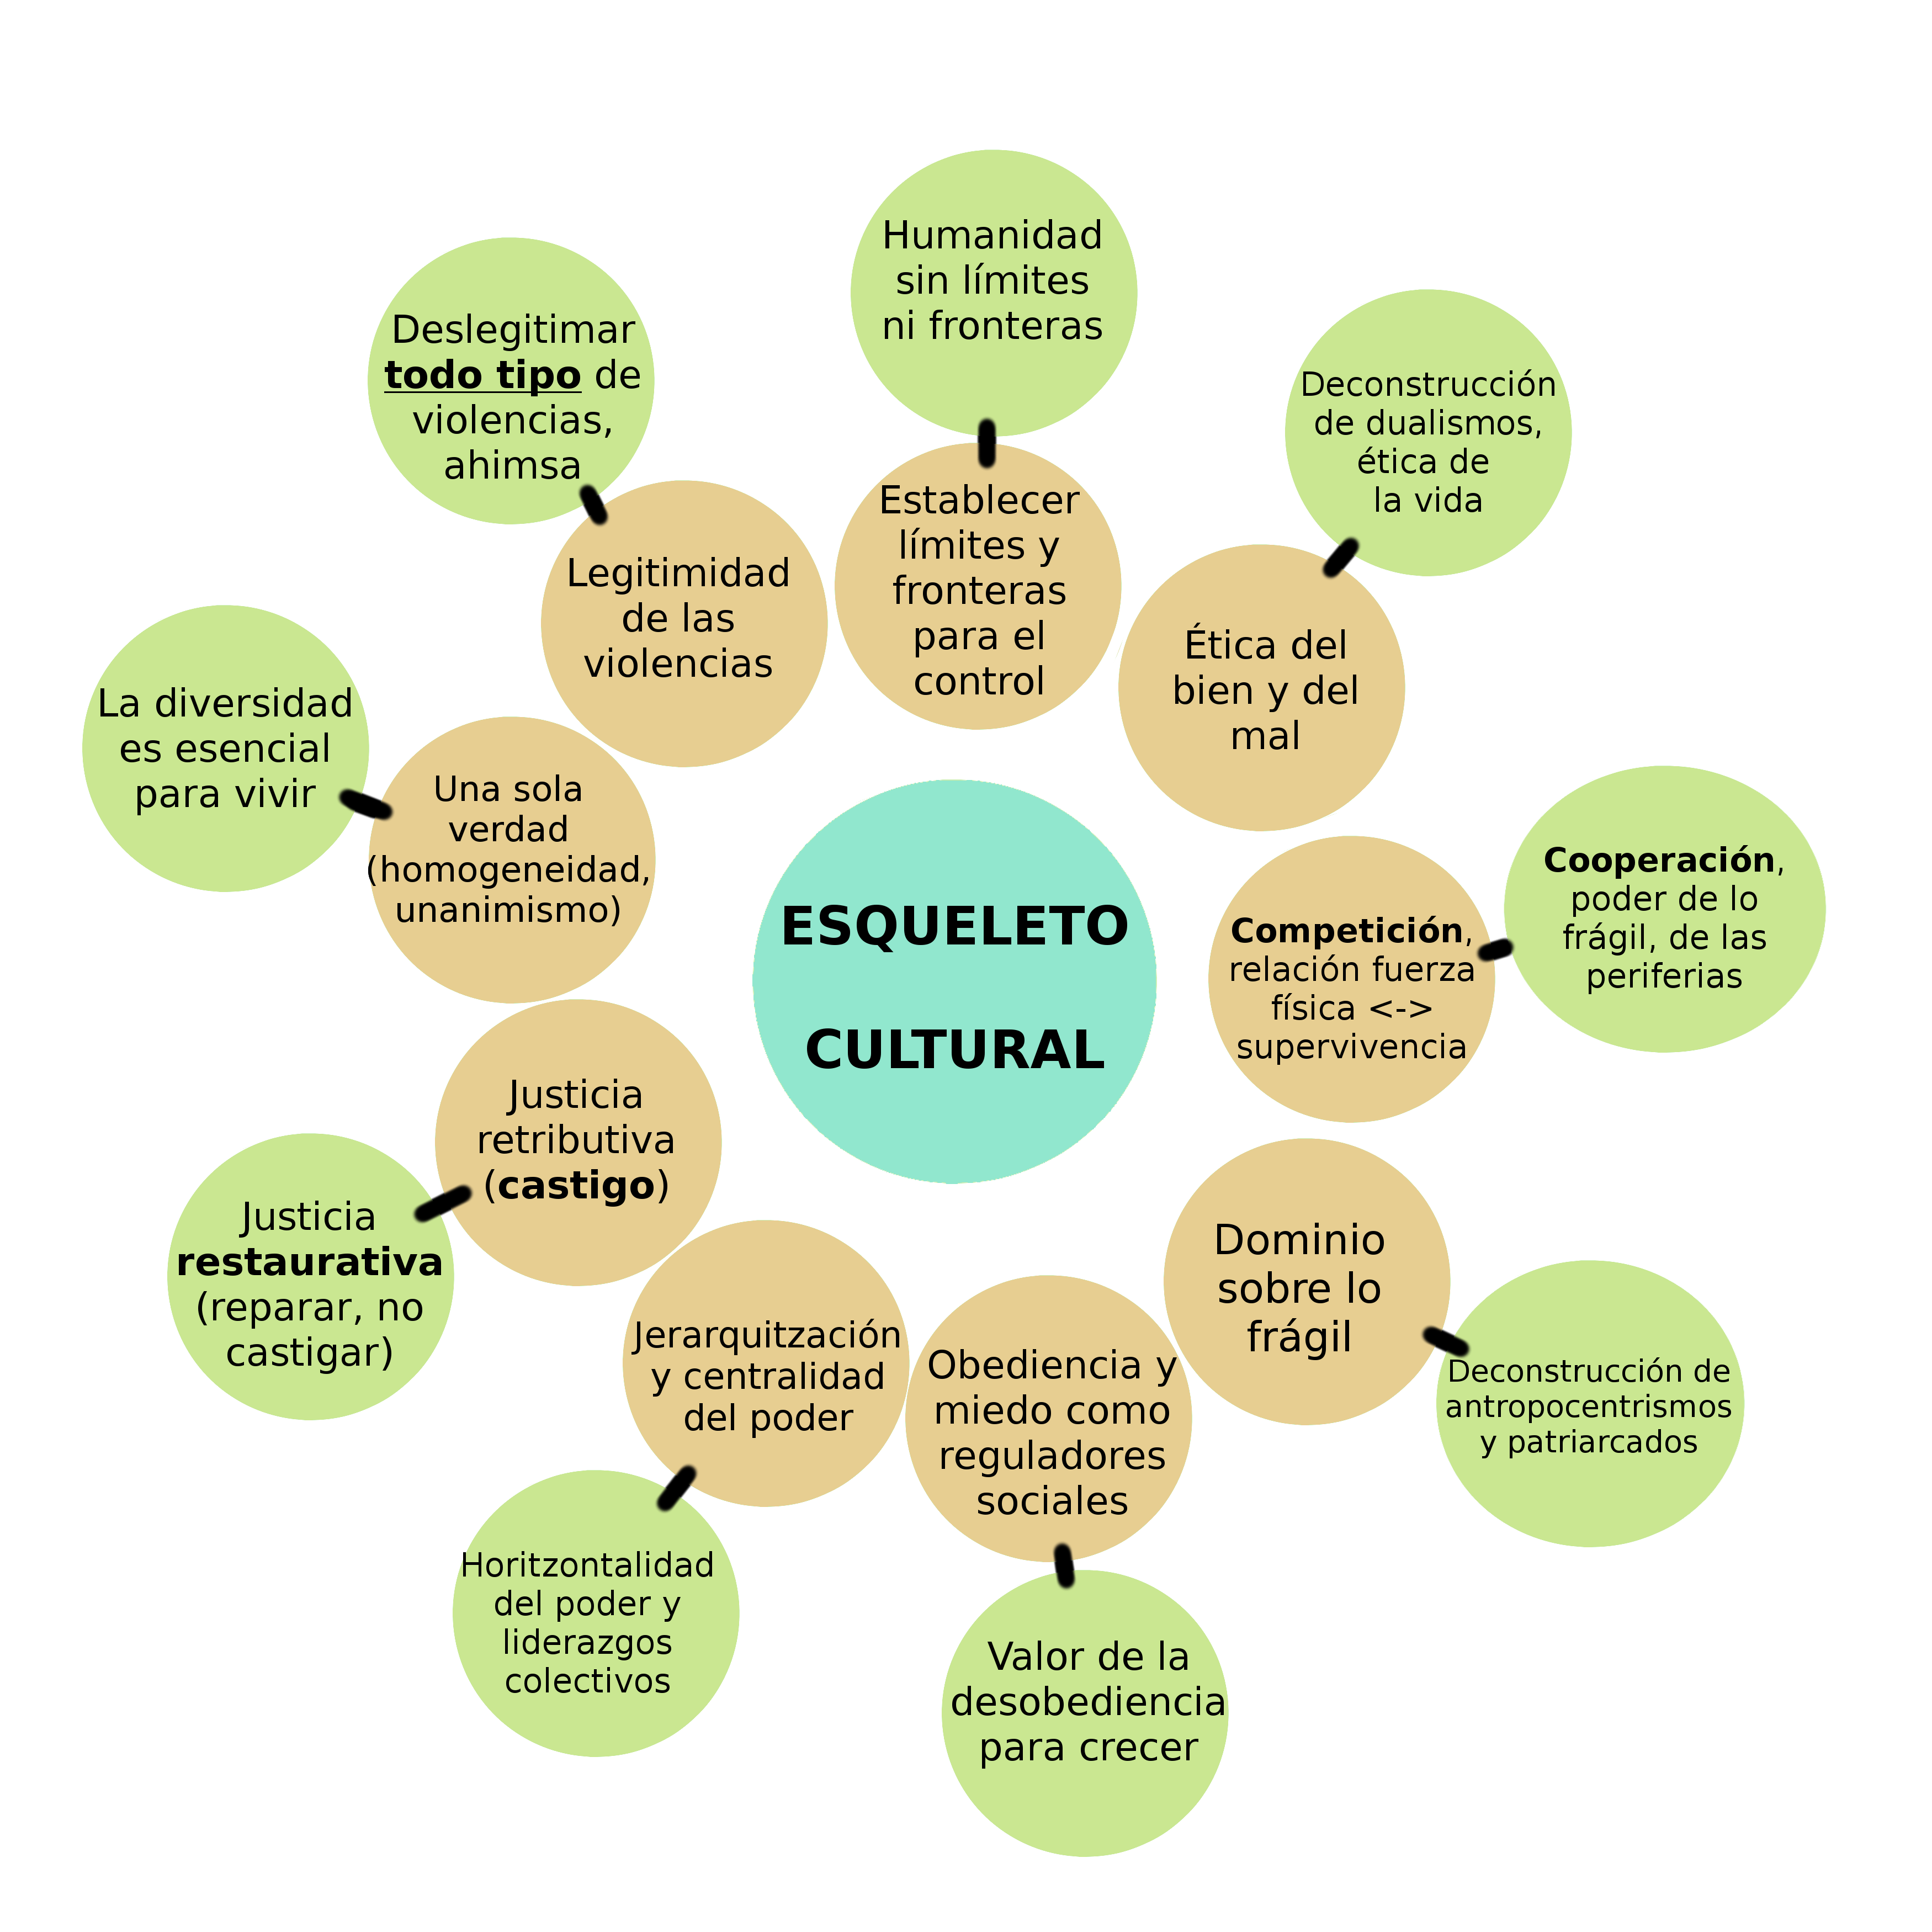 Humanidad
sin límites
ni fronteras
Deslegitimar
todo tipo de
violencias,
ahimsa
Deconstrucción
de dualismos,
ética de
la vida
Establecer
límites y
fronteras
para el
control
Legitimidad
de las
violencias
Ética del
bien y del
mal
La diversidad
es esencial
para vivir
Una sola
verdad
(homogeneidad,
unanimismo)
Cooperación,
poder de lo
frágil, de las
periferias
Competición,
relación fuerza
física <->
supervivencia
ESQUELETO
CULTURAL
Justicia
retributiva
(castigo)
Justicia
restaurativa
(reparar, no
castigar)
Dominio
sobre lo
frágil
Deconstrucción de
antropocentrismos
y patriarcados
Jerarquitzación
y centralidad
del poder
Obediencia y
miedo como
reguladores
sociales
Horitzontalidad
del poder y
liderazgos
colectivos
Valor de la
desobediencia
para crecer